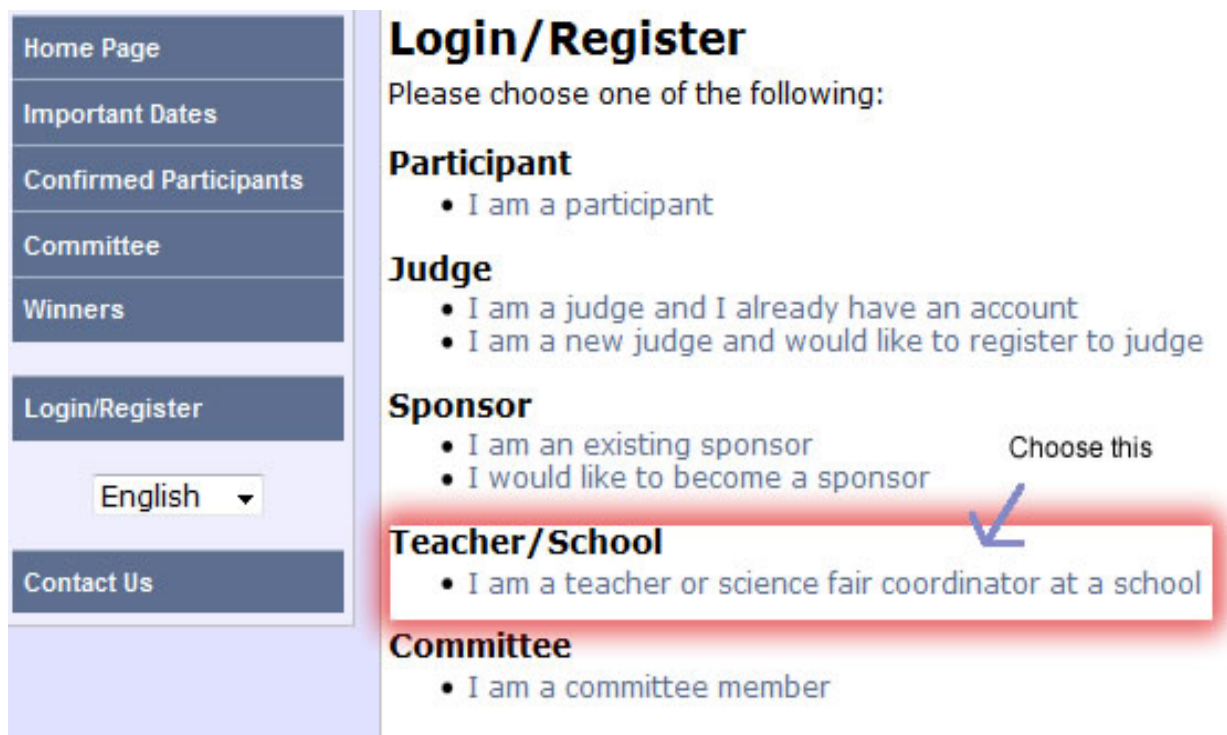 Home Page
Important Dates
Confirmed Participants
Committee
Winners
Login/Register
English
Contact Us
Login/Register
Please choose one of the following:
Participant
• I am a participant
Judge
• I am a judge and I already have an account
• I am a new judge and would like to register to judge
Sponsor
• I am an existing sponsor
• I would like to become a sponsor
Choose this
Teacher/School
• I am a teacher or science fair coordinator at a school
Committee
• I am a committee member